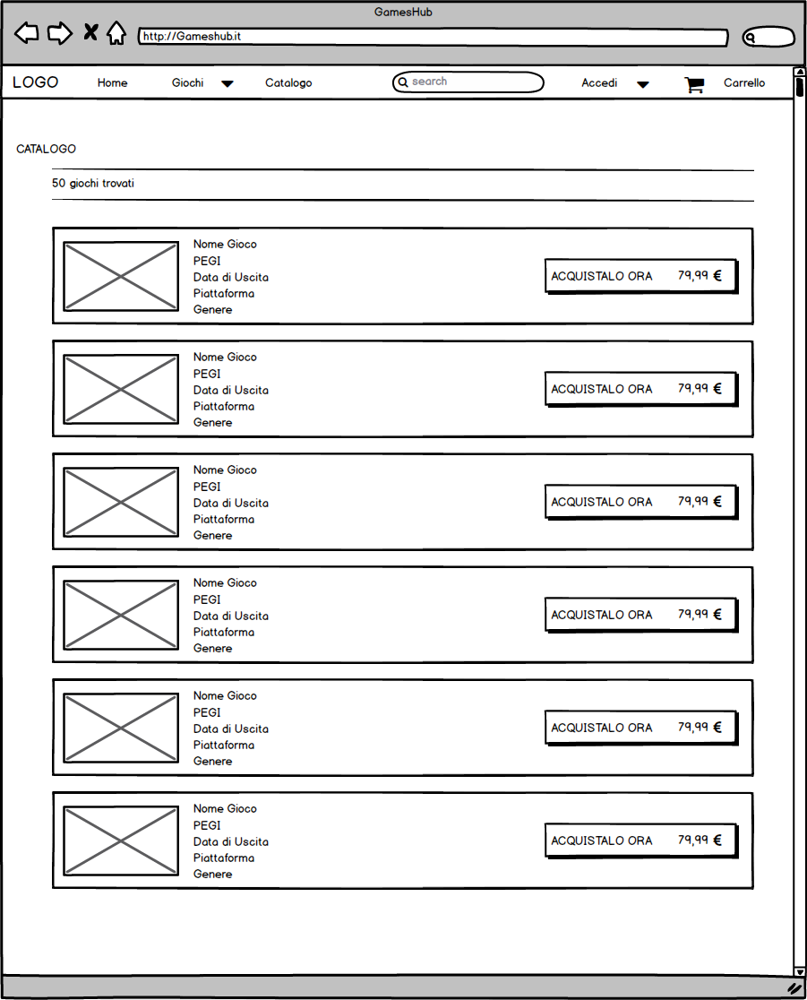 GamesHub
http://Gameshub.it
LOGO Home Giochi Catalogo search Accedi Carrello
CATALOGO
50 giochi trovati
Nome Gioco
PEGI
Data di Uscita
Piattaforma
Genere
ACQUISTALO ORA 79,99 €
Nome Gioco
PEGI
Data di Uscita
Piattaforma
Genere
ACQUISTALO ORA 79,99 €
Nome Gioco
PEGI
Data di Uscita
Piattaforma
Genere
ACQUISTALO ORA 79,99 €
Nome Gioco
PEGI
Data di Uscita
Piattaforma
Genere
ACQUISTALO ORA 79,99 €
Nome Gioco
PEGI
Data di Uscita
Piattaforma
Genere
ACQUISTALO ORA 79,99 €
Nome Gioco
PEGI
Data di Uscita
Piattaforma
Genere
ACQUISTALO ORA 79,99 €